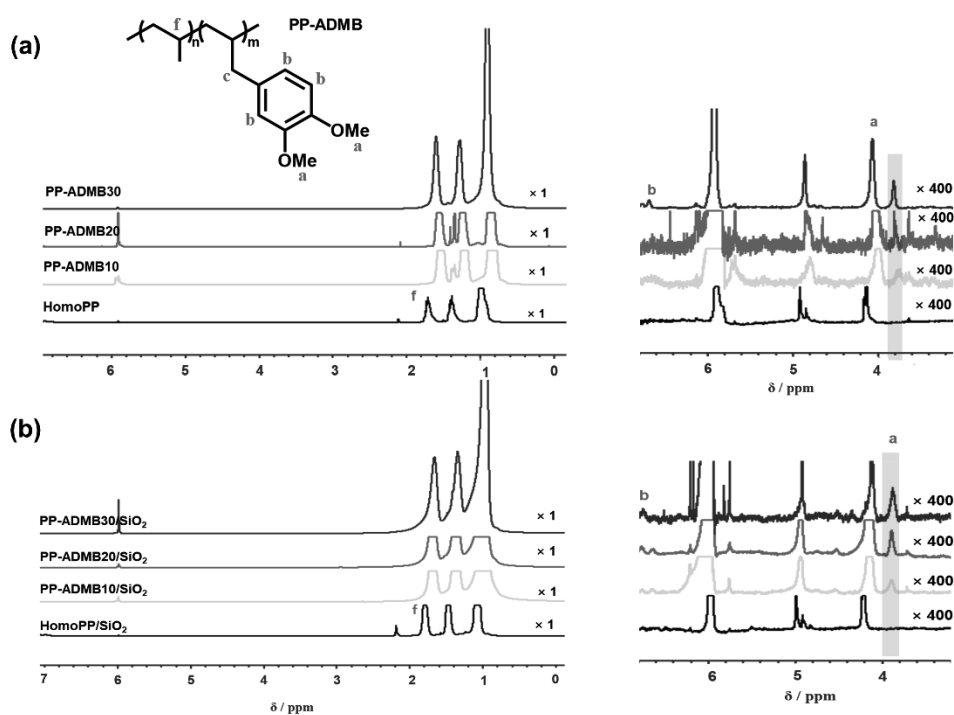 (a)
f
n
m
PP-ADMB
c
b
b
b
OMe
a
OMe
a
PP-ADMB30
× 1
PP-ADMB20
× 1
PP-ADMB10
× 1
HomoPP
f
× 1
6 4 3 2 1 0
a
b
× 400
× 400
× 400
× 400
6 5 4
δ / ppm
(b)
PP-ADMB30/SiO₂
× 1
PP-ADMB20/SiO₂
× 1
PP-ADMB10/SiO₂
× 1
HomoPP/SiO₂
f
× 1
7 6 5 4 3 2 1 0
δ / ppm
a
b
× 400
× 400
× 400
× 400
6 5 4
δ / ppm